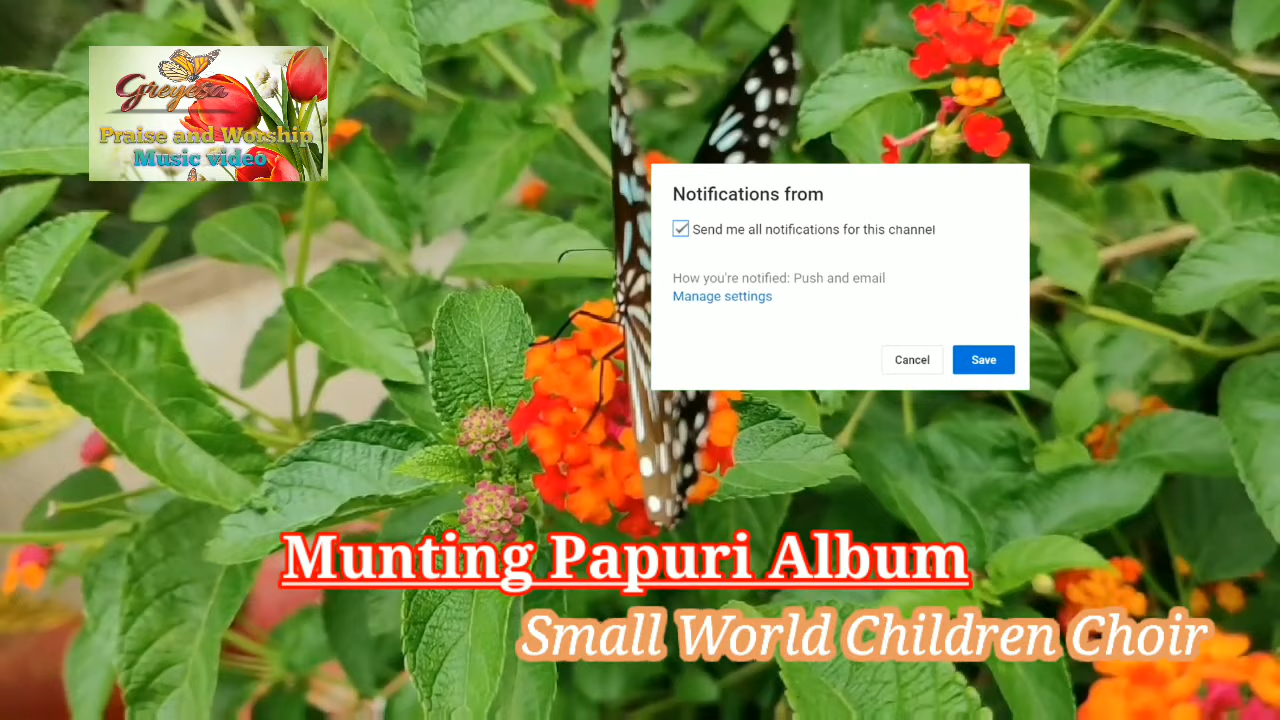 Greyesa
Praise and Worship
Music video
Notifications from
Send me all notifications for this channel
How you're notified: Push and email
Manage settings
Cancel
Save
Munting Papuri Album
Small World Children Choir